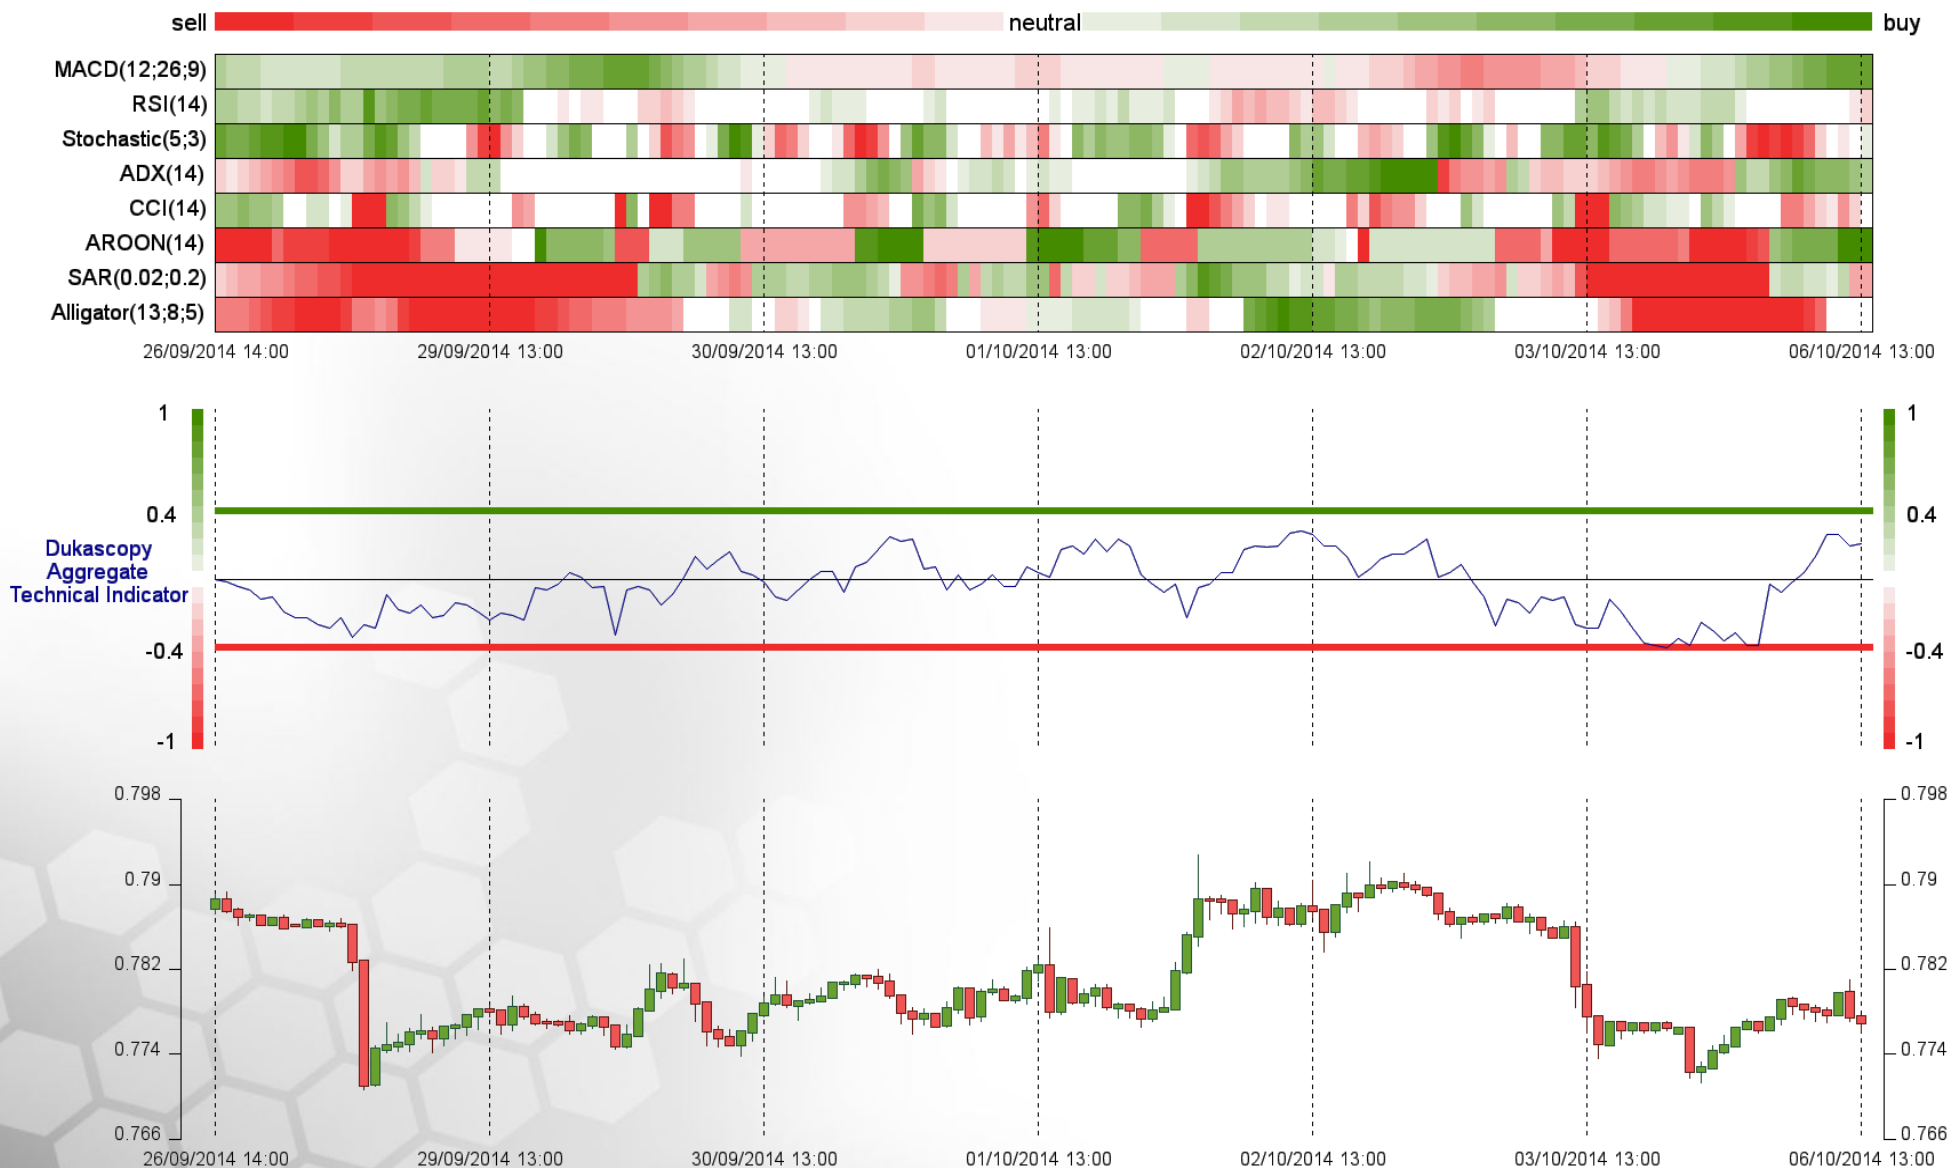 sell neutral buy
MACD(12;26;9)
RSI(14)
Stochastic(5;3)
ADX(14)
CCI(14)
AROON(14)
SAR(0.02;0.2)
Alligator(13;8;5)
26/09/2014 14:00 29/09/2014 13:00 30/09/2014 13:00 01/10/2014 13:00 02/10/2014 13:00 03/10/2014 13:00 06/10/2014 13:00
1 1
0.4 0.4
Dukascopy
Aggregate
Technical Indicator
-0.4 -0.4
-1 -1
0.798 0.798
0.79 0.79
0.782 0.782
0.774 0.774
0.766 0.766
26/09/2014 14:00 29/09/2014 13:00 30/09/2014 13:00 01/10/2014 13:00 02/10/2014 13:00 03/10/2014 13:00 06/10/2014 13:00